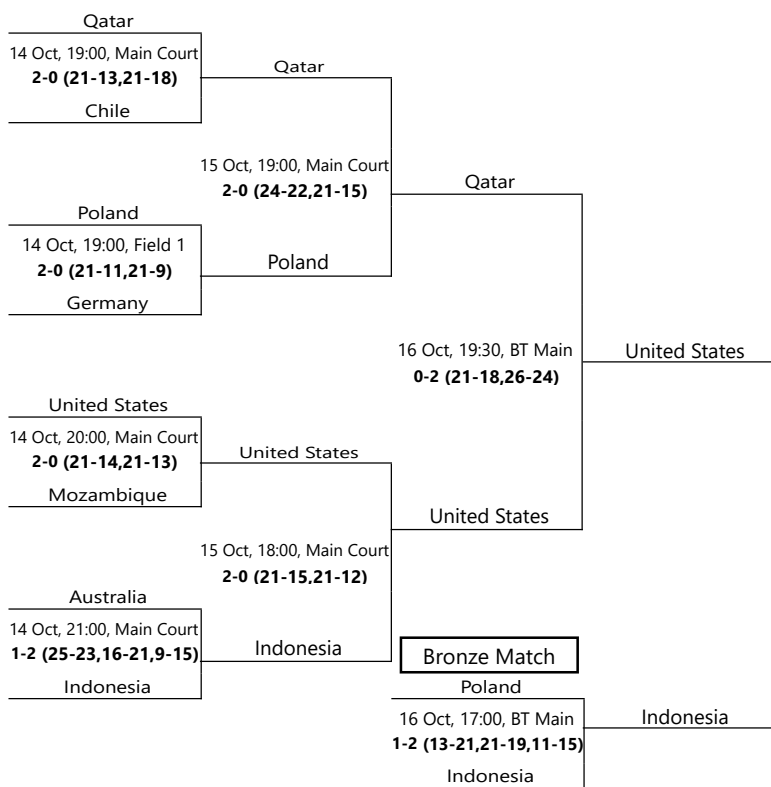 Qatar
14 Oct, 19:00, Main Court
2-0 (21-13,21-18)
Chile
Qatar
15 Oct, 19:00, Main Court
2-0 (24-22,21-15)
Poland
14 Oct, 19:00, Field 1
2-0 (21-11,21-9)
Germany
Poland
Qatar
16 Oct, 19:30, BT Main
0-2 (21-18,26-24)
United States
United States
14 Oct, 20:00, Main Court
2-0 (21-14,21-13)
Mozambique
United States
15 Oct, 18:00, Main Court
2-0 (21-15,21-12)
United States
Australia
14 Oct, 21:00, Main Court
1-2 (25-23,16-21,9-15)
Indonesia
Indonesia
Bronze Match
Poland
16 Oct, 17:00, BT Main
1-2 (13-21,21-19,11-15)
Indonesia
Indonesia